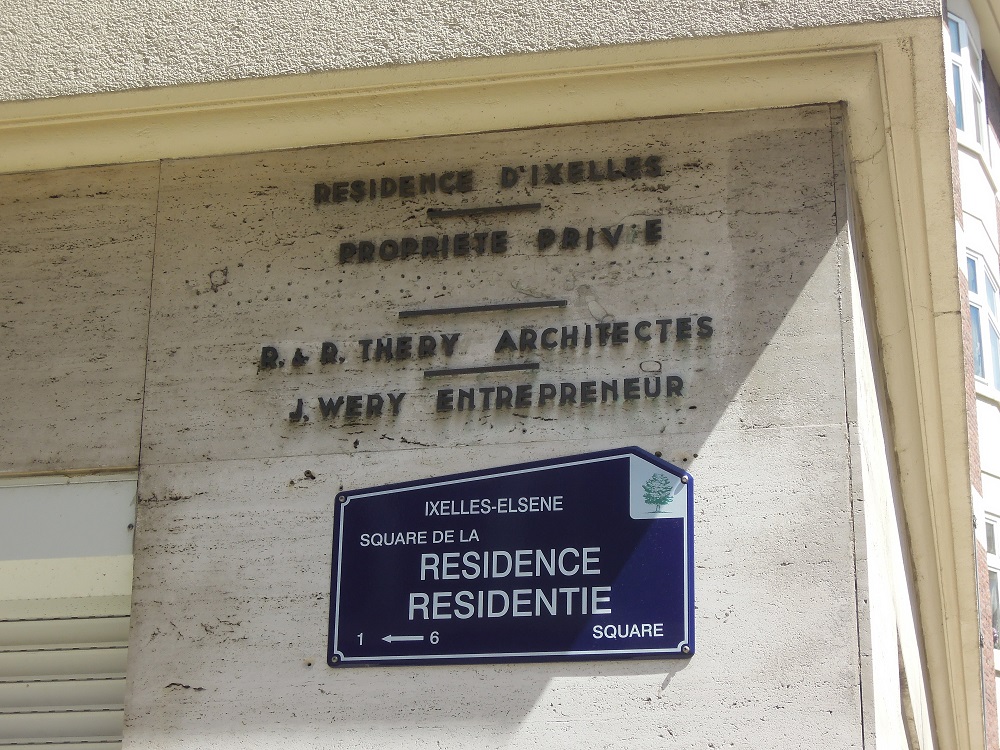 RESIDENCE D'IXELLES
PROPRIETE PRIVEE
R. & R. THERY ARCHITECTES
J. WERY ENTREPRENEUR
IXELLES-ELSENE
SQUARE DE LA
RESIDENCE
RESIDENTIE
1 ← 6 SQUARE